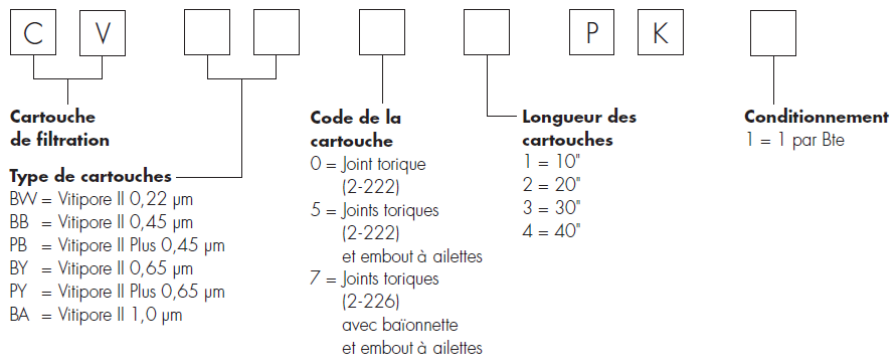 C V P K
Cartouche
de filtration
Type de cartouches
BW = Vitipore II 0,22 µm
BB = Vitipore II 0,45 µm
PB = Vitipore II Plus 0,45 µm
BY = Vitipore II 0,65 µm
PY = Vitipore II Plus 0,65 µm
BA = Vitipore II 1,0 µm
Code de la
cartouche
0 = Joint torique
(2-222)
5 = Joints toriques
(2-222)
et embout à ailettes
7 = Joints toriques
(2-226)
avec baïonnette
et embout à ailettes
Longueur des
cartouches
1 = 10"
2 = 20"
3 = 30"
4 = 40"
Conditionnement
1 = 1 par Bte